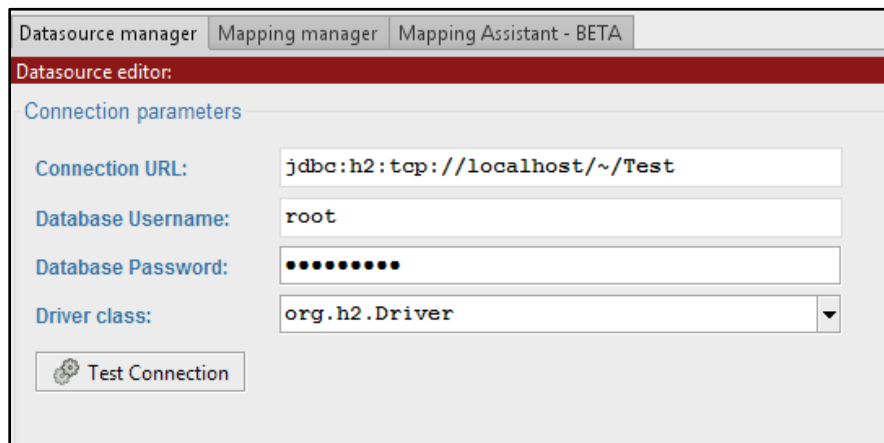 Datasource manager Mapping manager Mapping Assistant - BETA
Datasource editor:
Connection parameters
Connection URL: jdbc:h2:tcp://localhost/~/Test
Database Username: root
Database Password: •••••••••
Driver class: org.h2.Driver
Test Connection